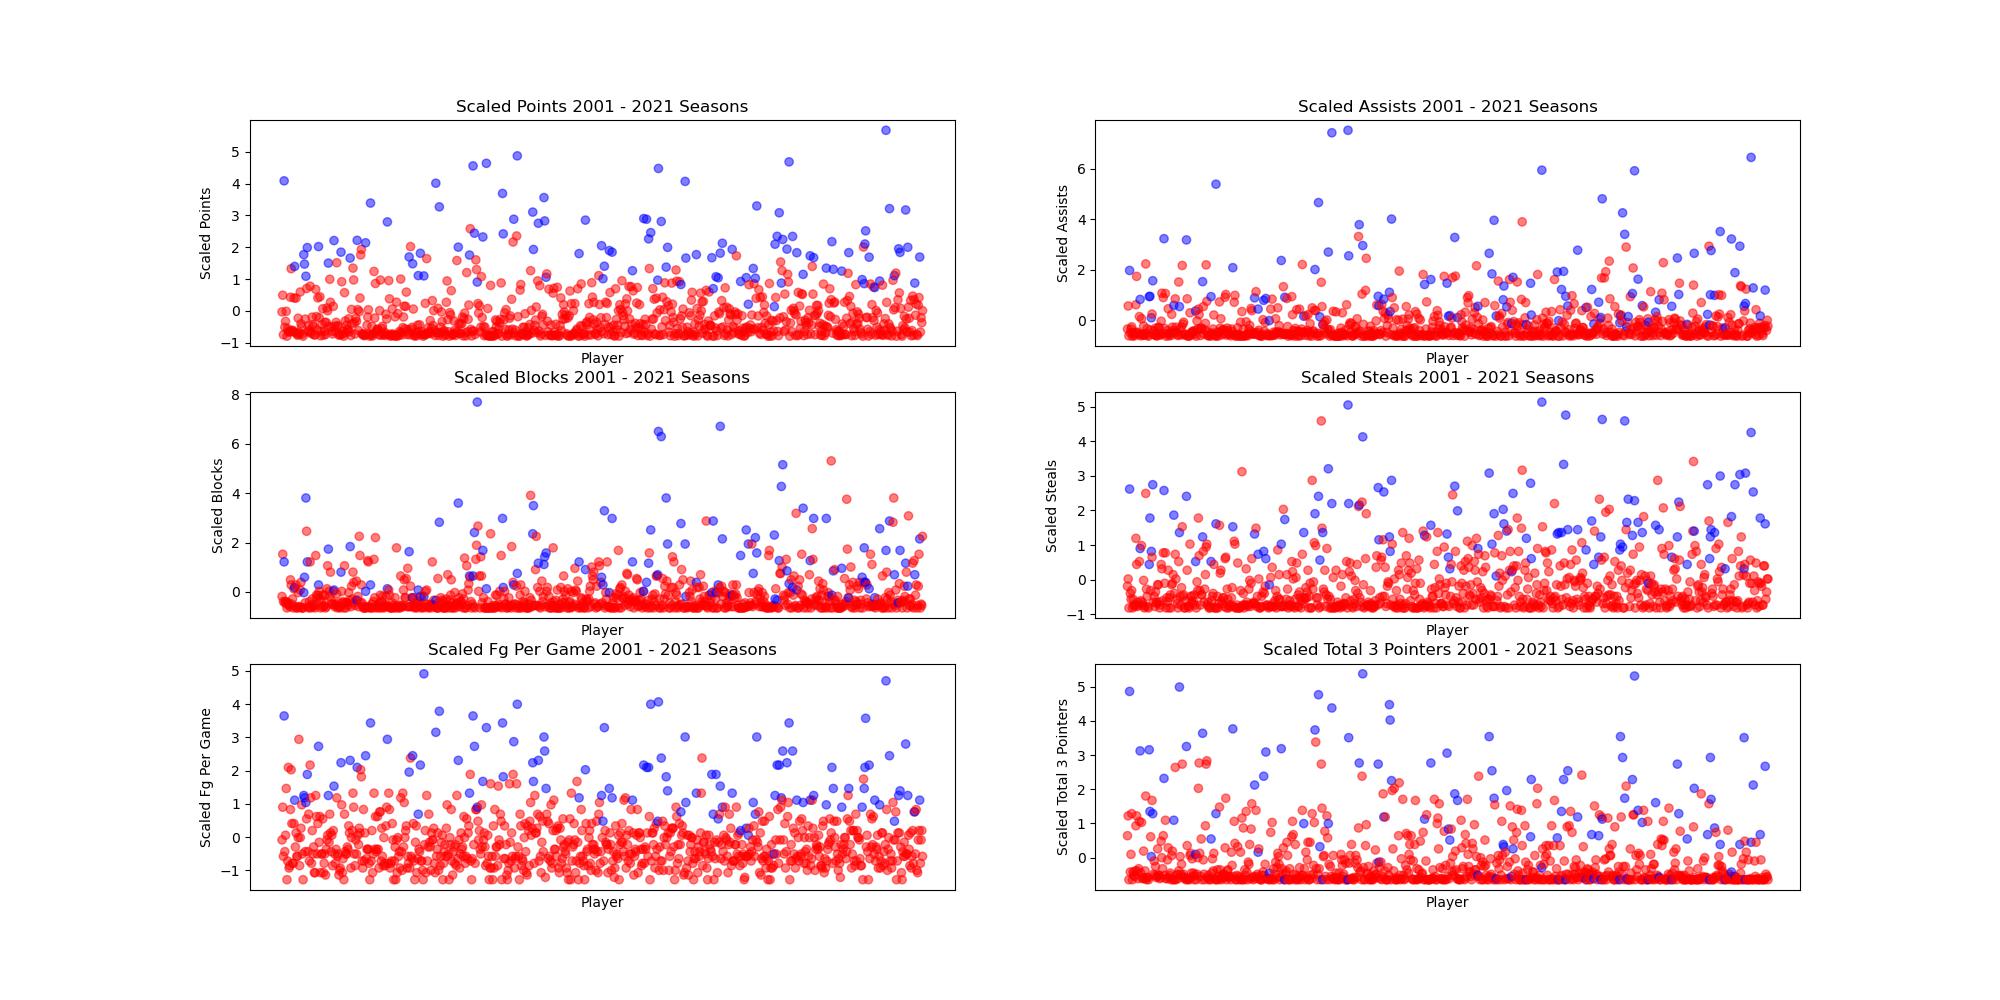 Scaled Points 2001 - 2021 Seasons
Scaled Points
5
4
3
2
1
0
−1
Player
Scaled Assists 2001 - 2021 Seasons
Scaled Assists
6
4
2
0
Player
Scaled Blocks 2001 - 2021 Seasons
Scaled Blocks
8
6
4
2
0
Player
Scaled Steals 2001 - 2021 Seasons
Scaled Steals
5
4
3
2
1
0
−1
Player
Scaled Fg Per Game 2001 - 2021 Seasons
Scaled Fg Per Game
5
4
3
2
1
0
−1
Player
Scaled Total 3 Pointers 2001 - 2021 Seasons
Scaled Total 3 Pointers
5
4
3
2
1
0
Player